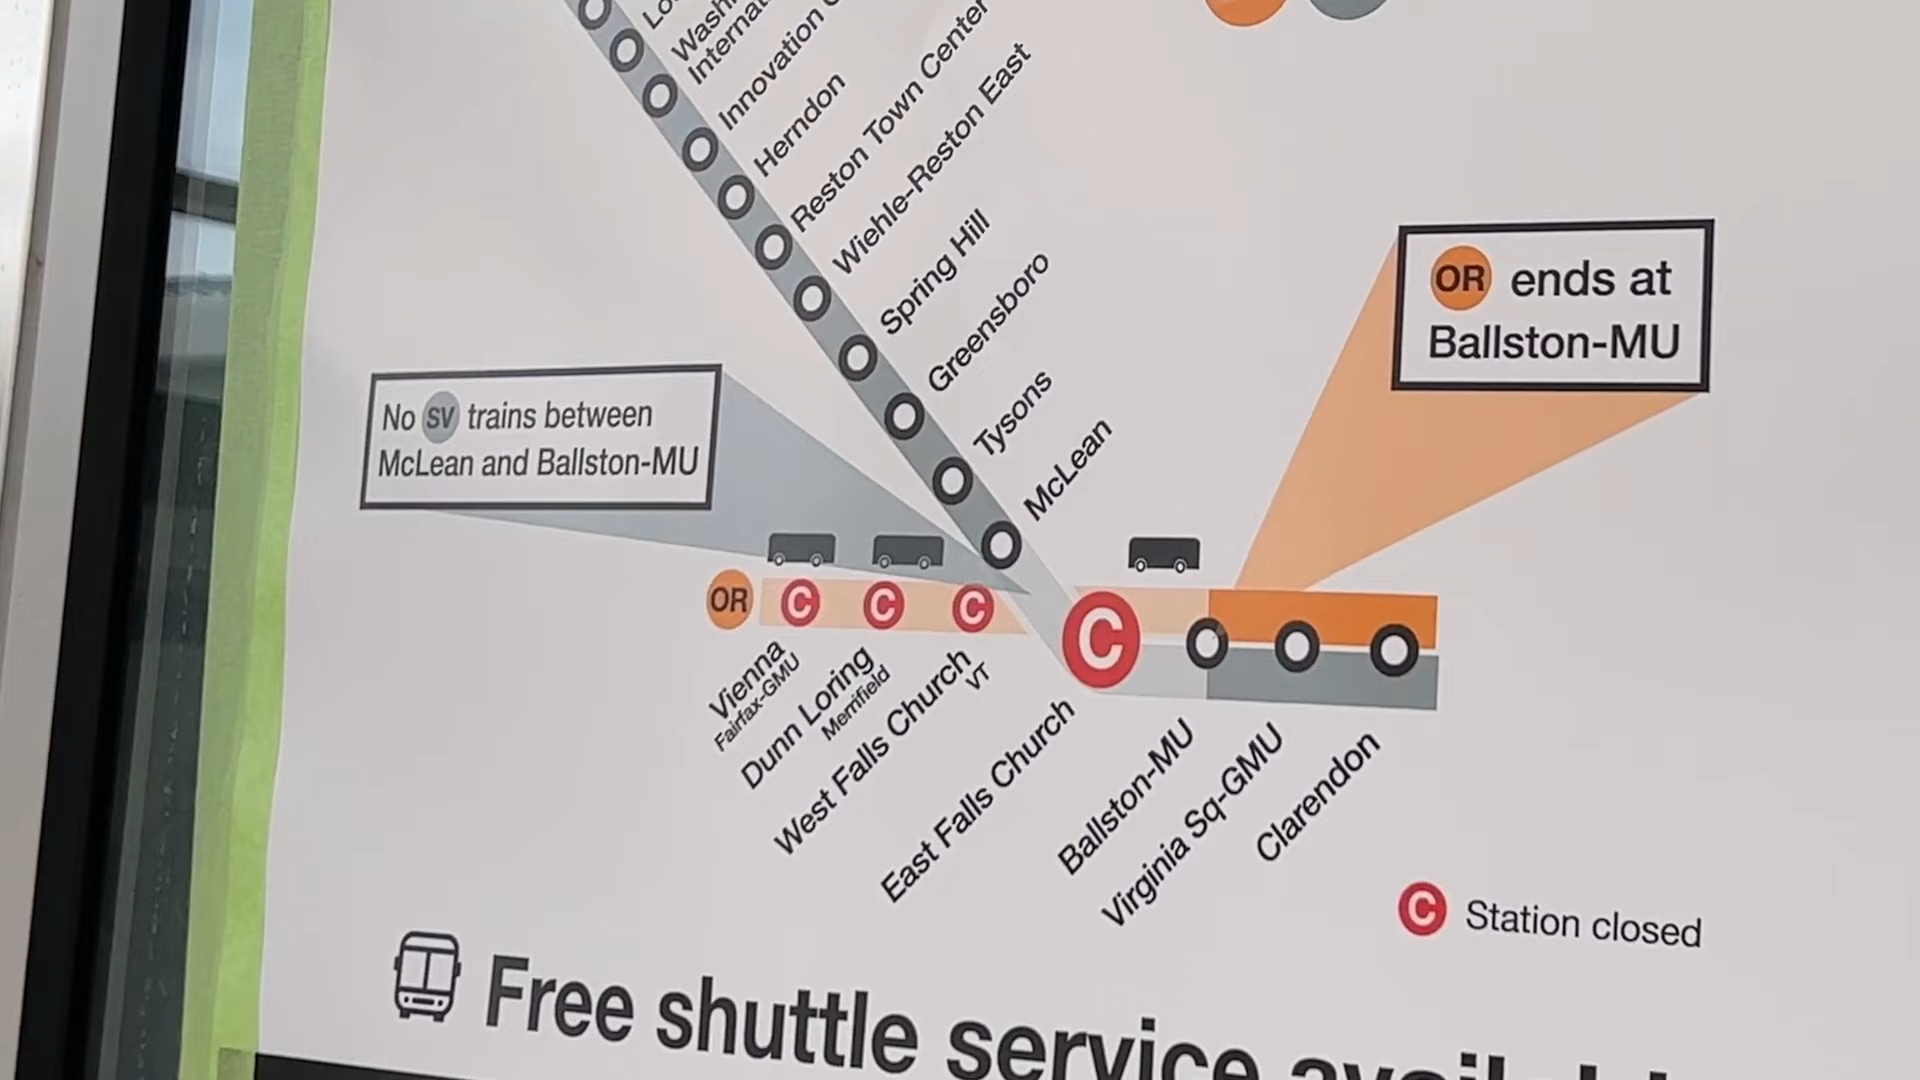 Innovation
Herndon
Reston Town Center
Wiehle-Reston East
Spring Hill
Greensboro
Tysons
McLean
OR ends at
Ballston-MU
No SV trains between
McLean and Ballston-MU
OR
C
C
C
C
Vienna
Fairfax-GMU
Dunn Loring
Merrifield
West Falls Church
VT
East Falls Church
Ballston-MU
Virginia Sq-GMU
Clarendon
C Station closed
Free shuttle service